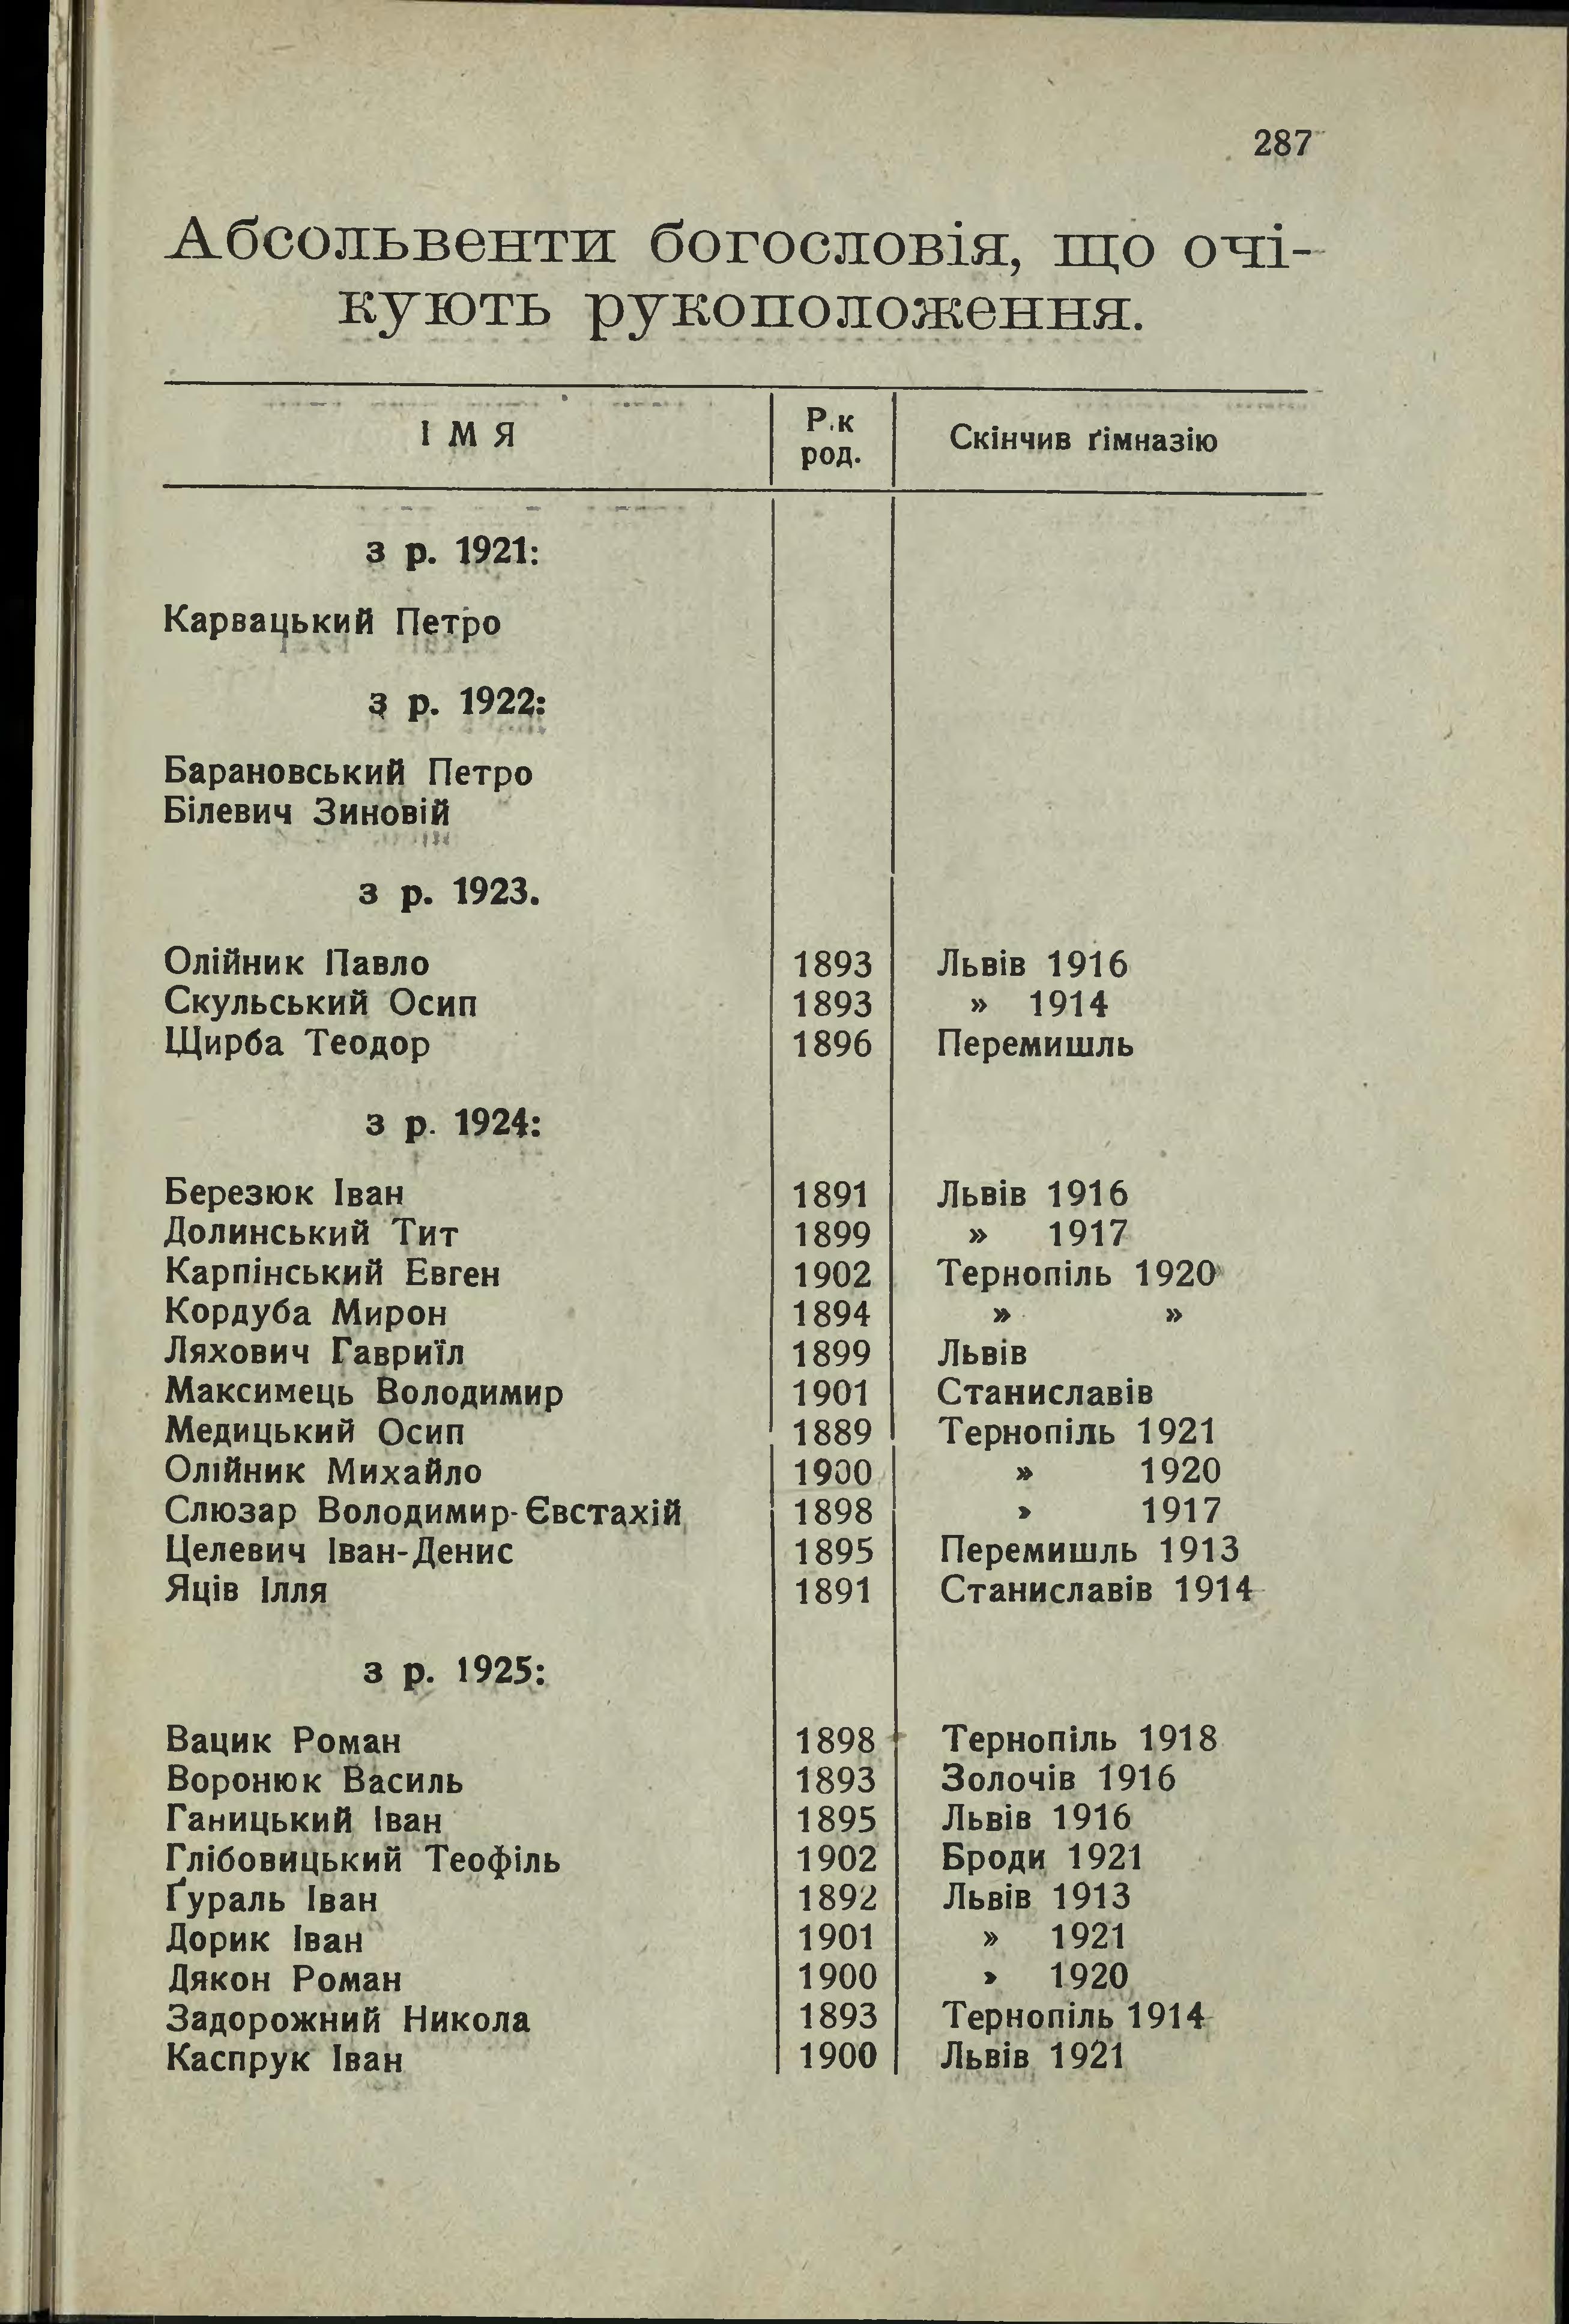 287
Абсольвенти богословія, що очі-
кують рукоположення.
ІМЯ Р.к род. Скінчив ґімназію
з р. 1921:
Карвацький Петро
з р. 1922:
Барановський Петро
Білевич Зиновій
з р. 1923.
Олійник Павло 1893 Львів 1916
Скульський Осип 1893 » 1914
Щирба Теодор 1896 Перемишль
з р. 1924:
Березюк Іван 1891 Львів 1916
Долинський Тит 1899 » 1917
Карпінський Евген 1902 Тернопіль 1920
Кордуба Мирон 1894 » »
Ляхович Гавриїл 1899 Львів
Максимець Володимир 1901 Станиславів
Медицький Осип 1889 Тернопіль 1921
Олійник Михайло 1900 » 1920
Слюзар Володимир-Євстахій 1898 » 1917
Целевич Іван-Денис 1895 Перемишль 1913
Яців Ілля 1891 Станиславів 1914
з р. 1925:
Вацик Роман 1898 Тернопіль 1918
Воронюк Василь 1893 Золочів 1916
Ганицький Іван 1895 Львів 1916
Глібовицький Теофіль 1902 Броди 1921
Ґураль Іван 1892 Львів 1913
Дорик Іван 1901 » 1921
Дякон Роман 1900 » 1920
Задорожний Никола 1893 Тернопіль 1914
Каспрук Іван 1900 Львів 1921